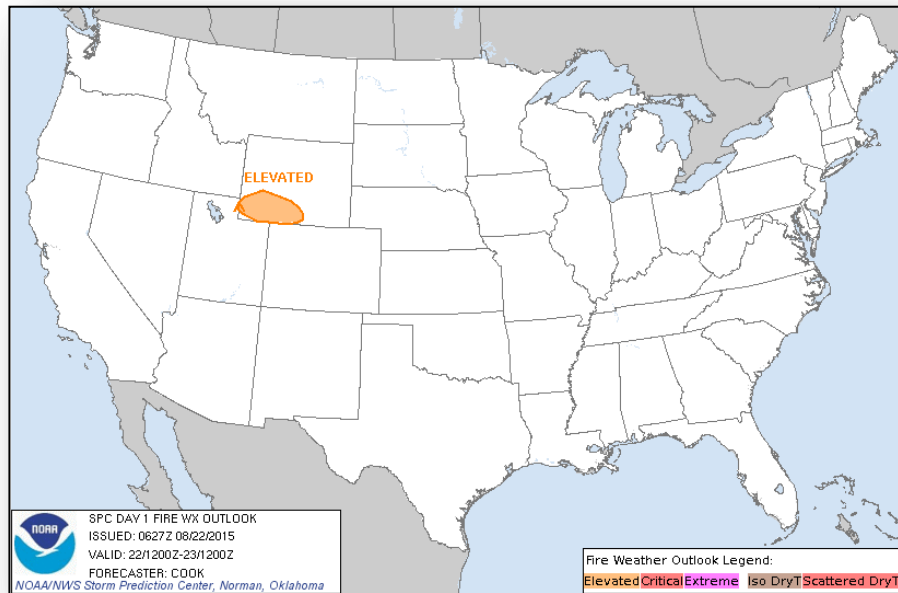 ELEVATED
NOAA
SPC DAY 1 FIRE WX OUTLOOK
ISSUED: 0627Z 08/22/2015
VALID: 22/1200Z-23/1200Z
FORECASTER: COOK
NOAA/NWS Storm Prediction Center, Norman, Oklahoma
Fire Weather Outlook Legend:
Elevated Critical Extreme Iso DryT Scattered DryT